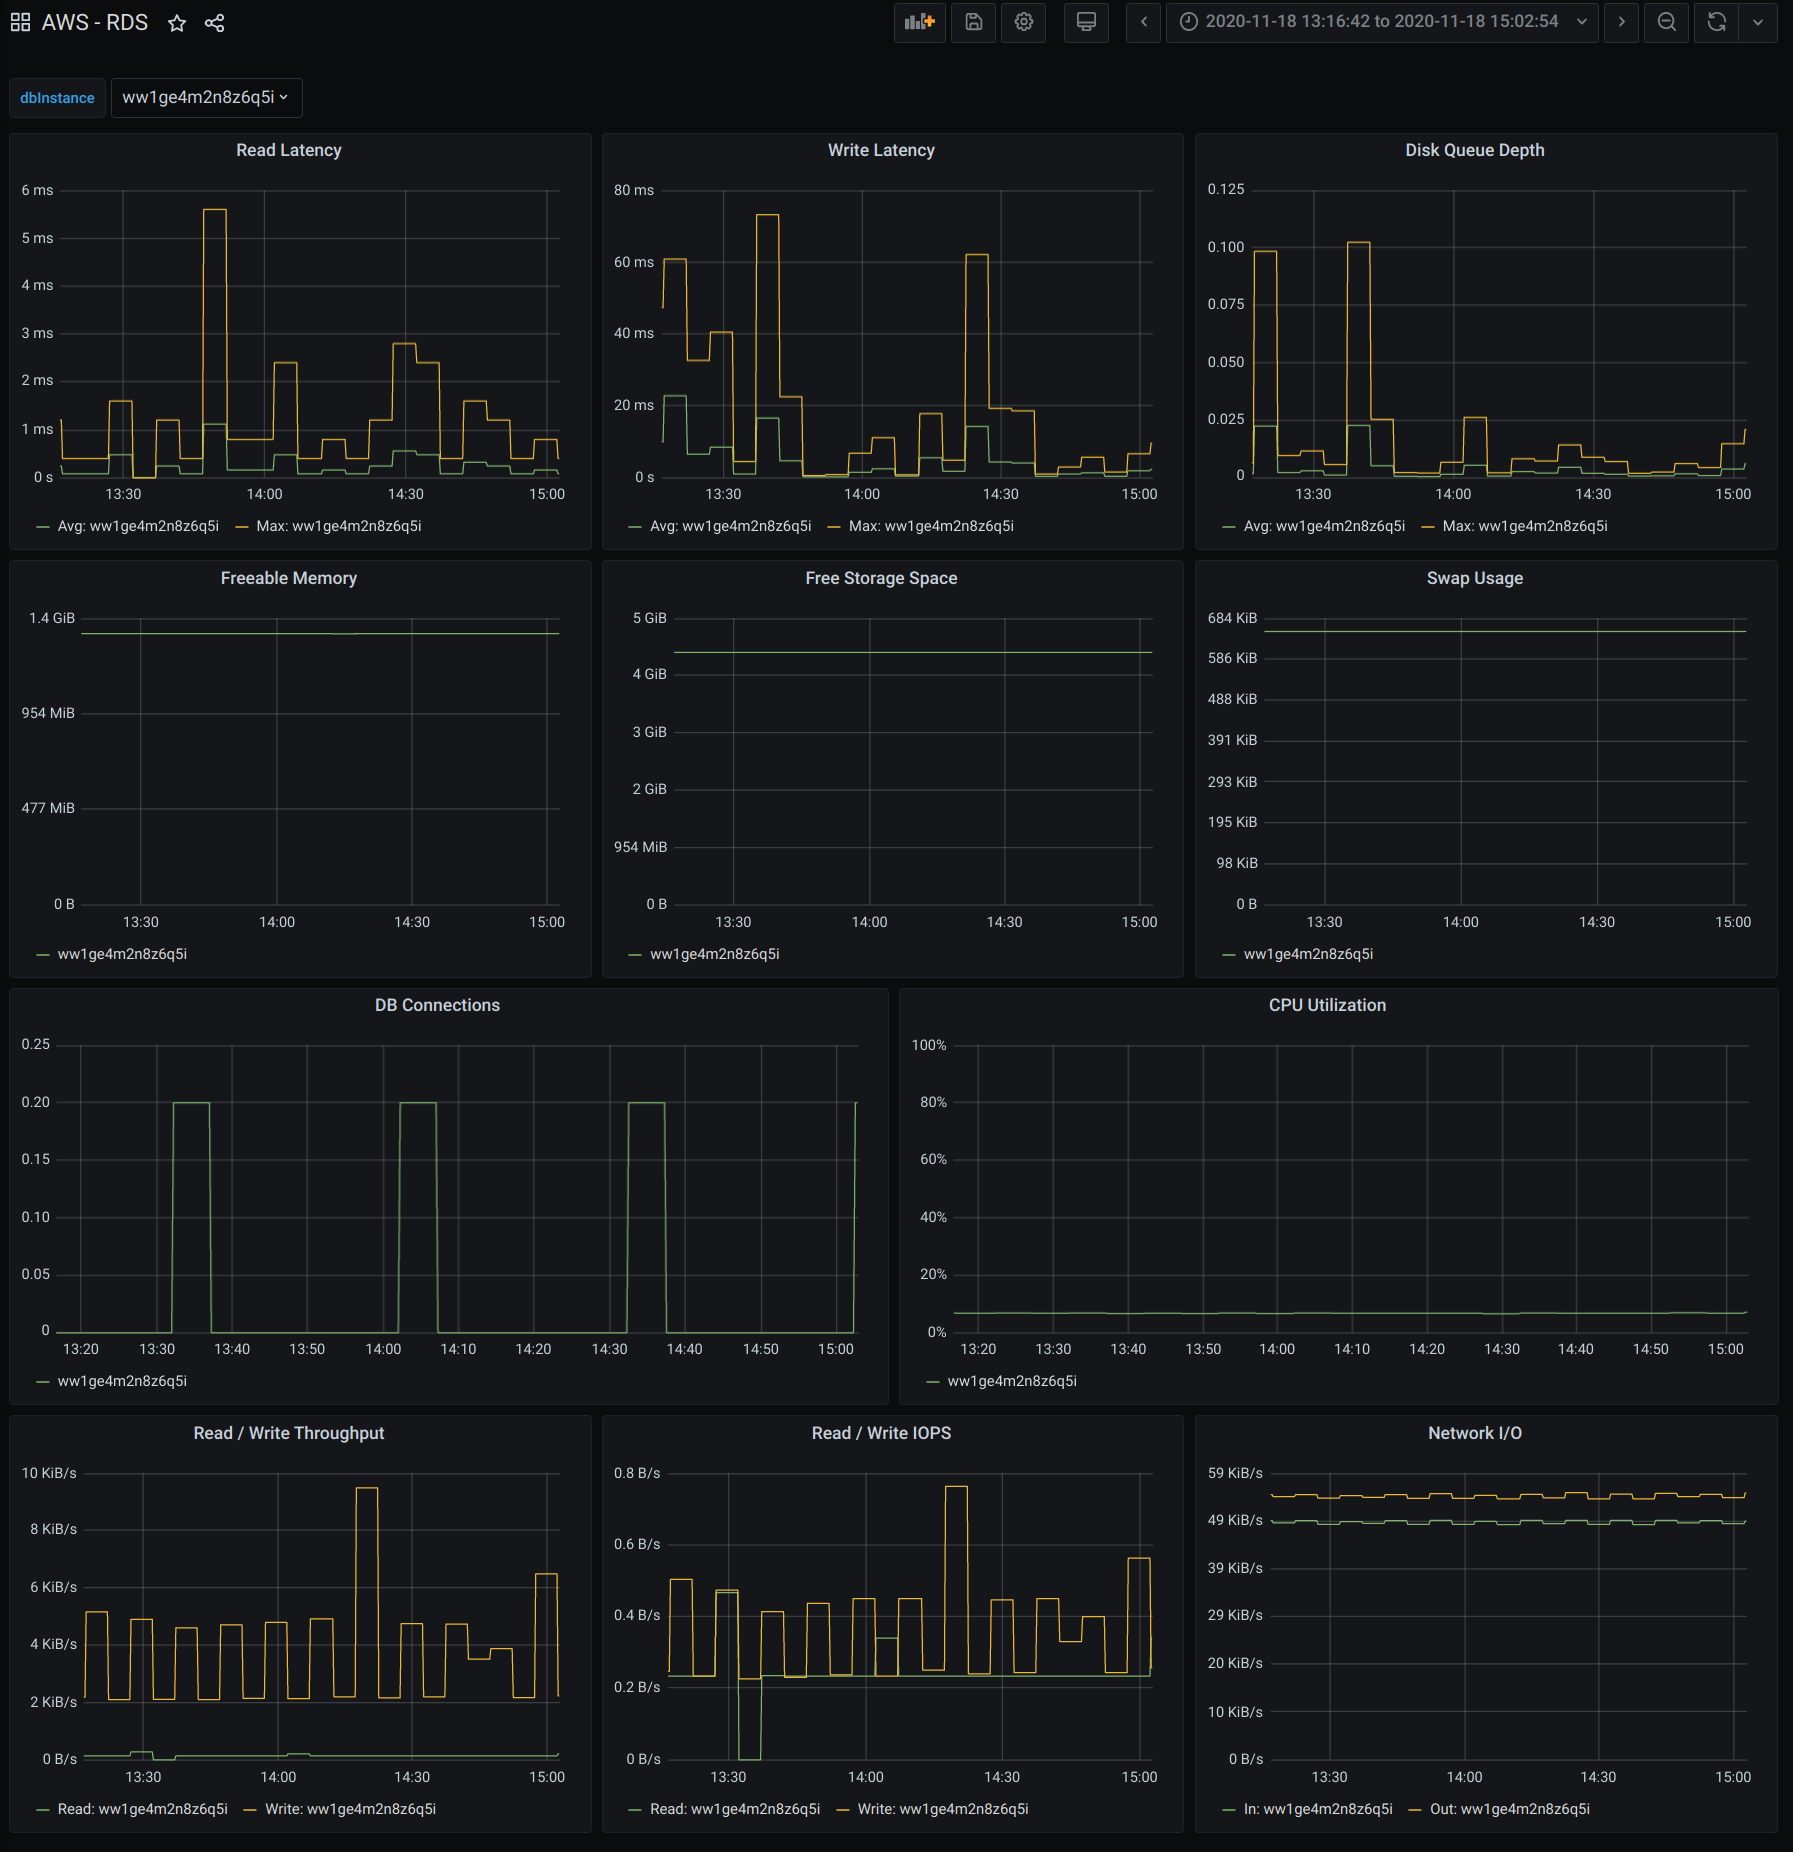 AWS - RDS
2020-11-18 13:16:42 to 2020-11-18 15:02:54
dbInstance ww1ge4m2n8z6q5i
Read Latency
6 ms
5 ms
4 ms
3 ms
2 ms
1 ms
0 s
13:30 14:00 14:30 15:00
Avg: ww1ge4m2n8z6q5i Max: ww1ge4m2n8z6q5i
Write Latency
80 ms
60 ms
40 ms
20 ms
0 s
13:30 14:00 14:30 15:00
Avg: ww1ge4m2n8z6q5i Max: ww1ge4m2n8z6q5i
Disk Queue Depth
0.125
0.100
0.075
0.050
0.025
0
13:30 14:00 14:30 15:00
Avg: ww1ge4m2n8z6q5i Max: ww1ge4m2n8z6q5i
Freeable Memory
1.4 GiB
954 MiB
477 MiB
0 B
13:30 14:00 14:30 15:00
ww1ge4m2n8z6q5i
Free Storage Space
5 GiB
4 GiB
3 GiB
2 GiB
954 MiB
0 B
13:30 14:00 14:30 15:00
ww1ge4m2n8z6q5i
Swap Usage
684 KiB
586 KiB
488 KiB
391 KiB
293 KiB
195 KiB
98 KiB
0 B
13:30 14:00 14:30 15:00
ww1ge4m2n8z6q5i
DB Connections
0.25
0.20
0.15
0.10
0.05
0
13:20 13:30 13:40 13:50 14:00 14:10 14:20 14:30 14:40 14:50 15:00
ww1ge4m2n8z6q5i
CPU Utilization
100%
80%
60%
40%
20%
0%
13:20 13:30 13:40 13:50 14:00 14:10 14:20 14:30 14:40 14:50 15:00
ww1ge4m2n8z6q5i
Read / Write Throughput
10 KiB/s
8 KiB/s
6 KiB/s
4 KiB/s
2 KiB/s
0 B/s
13:30 14:00 14:30 15:00
Read: ww1ge4m2n8z6q5i Write: ww1ge4m2n8z6q5i
Read / Write IOPS
0.8 B/s
0.6 B/s
0.4 B/s
0.2 B/s
0 B/s
13:30 14:00 14:30 15:00
Read: ww1ge4m2n8z6q5i Write: ww1ge4m2n8z6q5i
Network I/O
59 KiB/s
49 KiB/s
39 KiB/s
29 KiB/s
20 KiB/s
10 KiB/s
0 B/s
13:30 14:00 14:30 15:00
In: ww1ge4m2n8z6q5i Out: ww1ge4m2n8z6q5i